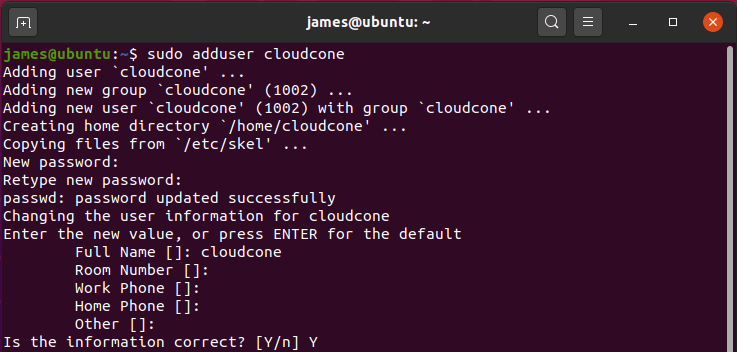 james@ubuntu: ~
james@ubuntu:~$ sudo adduser cloudcone
Adding user `cloudcone' ...
Adding new group `cloudcone' (1002) ...
Adding new user `cloudcone' (1002) with group `cloudcone' ...
Creating home directory `/home/cloudcone' ...
Copying files from `/etc/skel' ...
New password:
Retype new password:
passwd: password updated successfully
Changing the user information for cloudcone
Enter the new value, or press ENTER for the default
        Full Name []: cloudcone
        Room Number []:
        Work Phone []:
        Home Phone []:
        Other []:
Is the information correct? [Y/n] Y